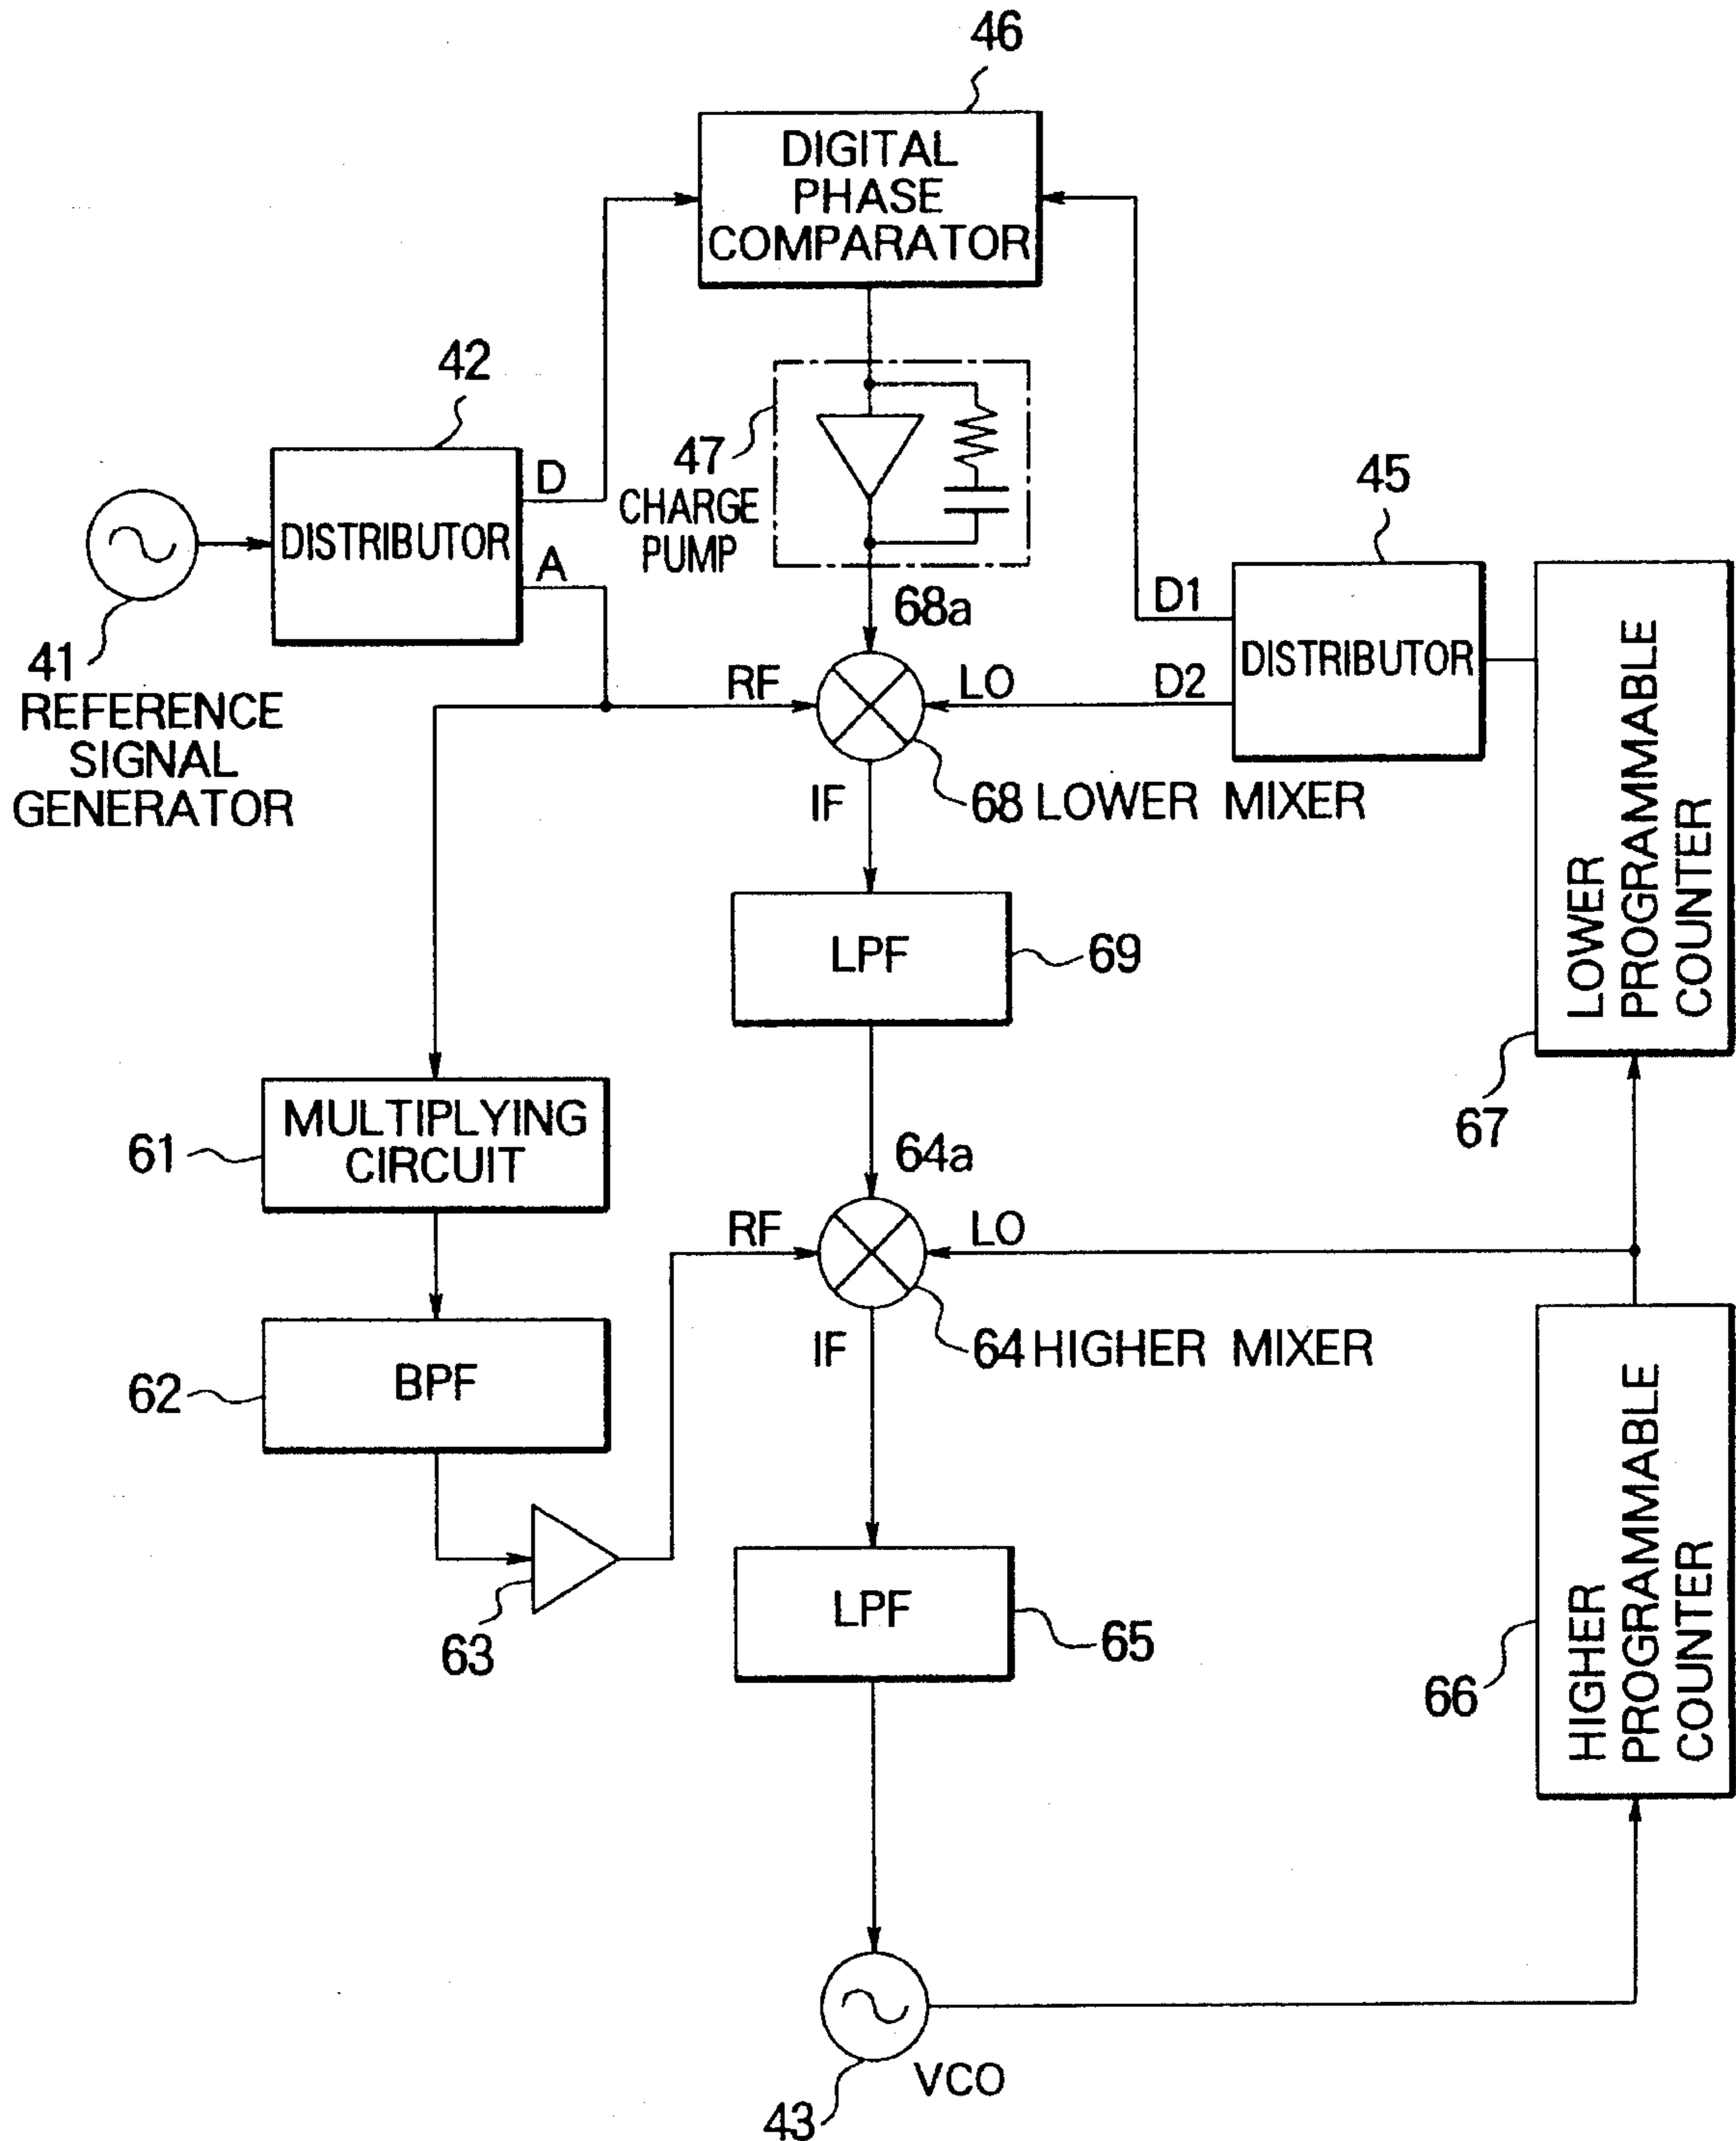 46
DIGITAL
PHASE
COMPARATOR
42
D
DISTRIBUTOR
A
41
REFERENCE
SIGNAL
GENERATOR
47
CHARGE
PUMP
68a
45
D1
DISTRIBUTOR
D2
RF
LO
IF
68 LOWER MIXER
LOWER
PROGRAMMABLE
COUNTER
67
LPF
69
MULTIPLYING
CIRCUIT
61
64a
RF
LO
IF
64 HIGHER MIXER
BPF
62
63
LPF
65
HIGHER
PROGRAMMABLE
COUNTER
66
VCO
43